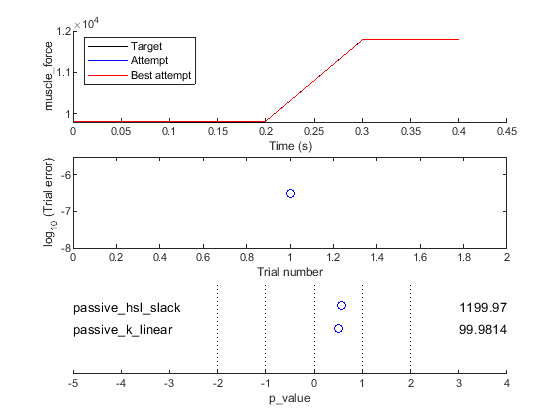 ×10⁴
1.2
1.1
1
muscle_force
Target
Attempt
Best attempt
0 0.05 0.1 0.15 0.2 0.25 0.3 0.35 0.4 0.45
Time (s)
-6
-7
-8
log₁₀ (Trial error)
0 0.2 0.4 0.6 0.8 1 1.2 1.4 1.6 1.8 2
Trial number
passive_hsl_slack 1199.97
passive_k_linear 99.9814
-5 -4 -3 -2 -1 0 1 2 3 4
p_value